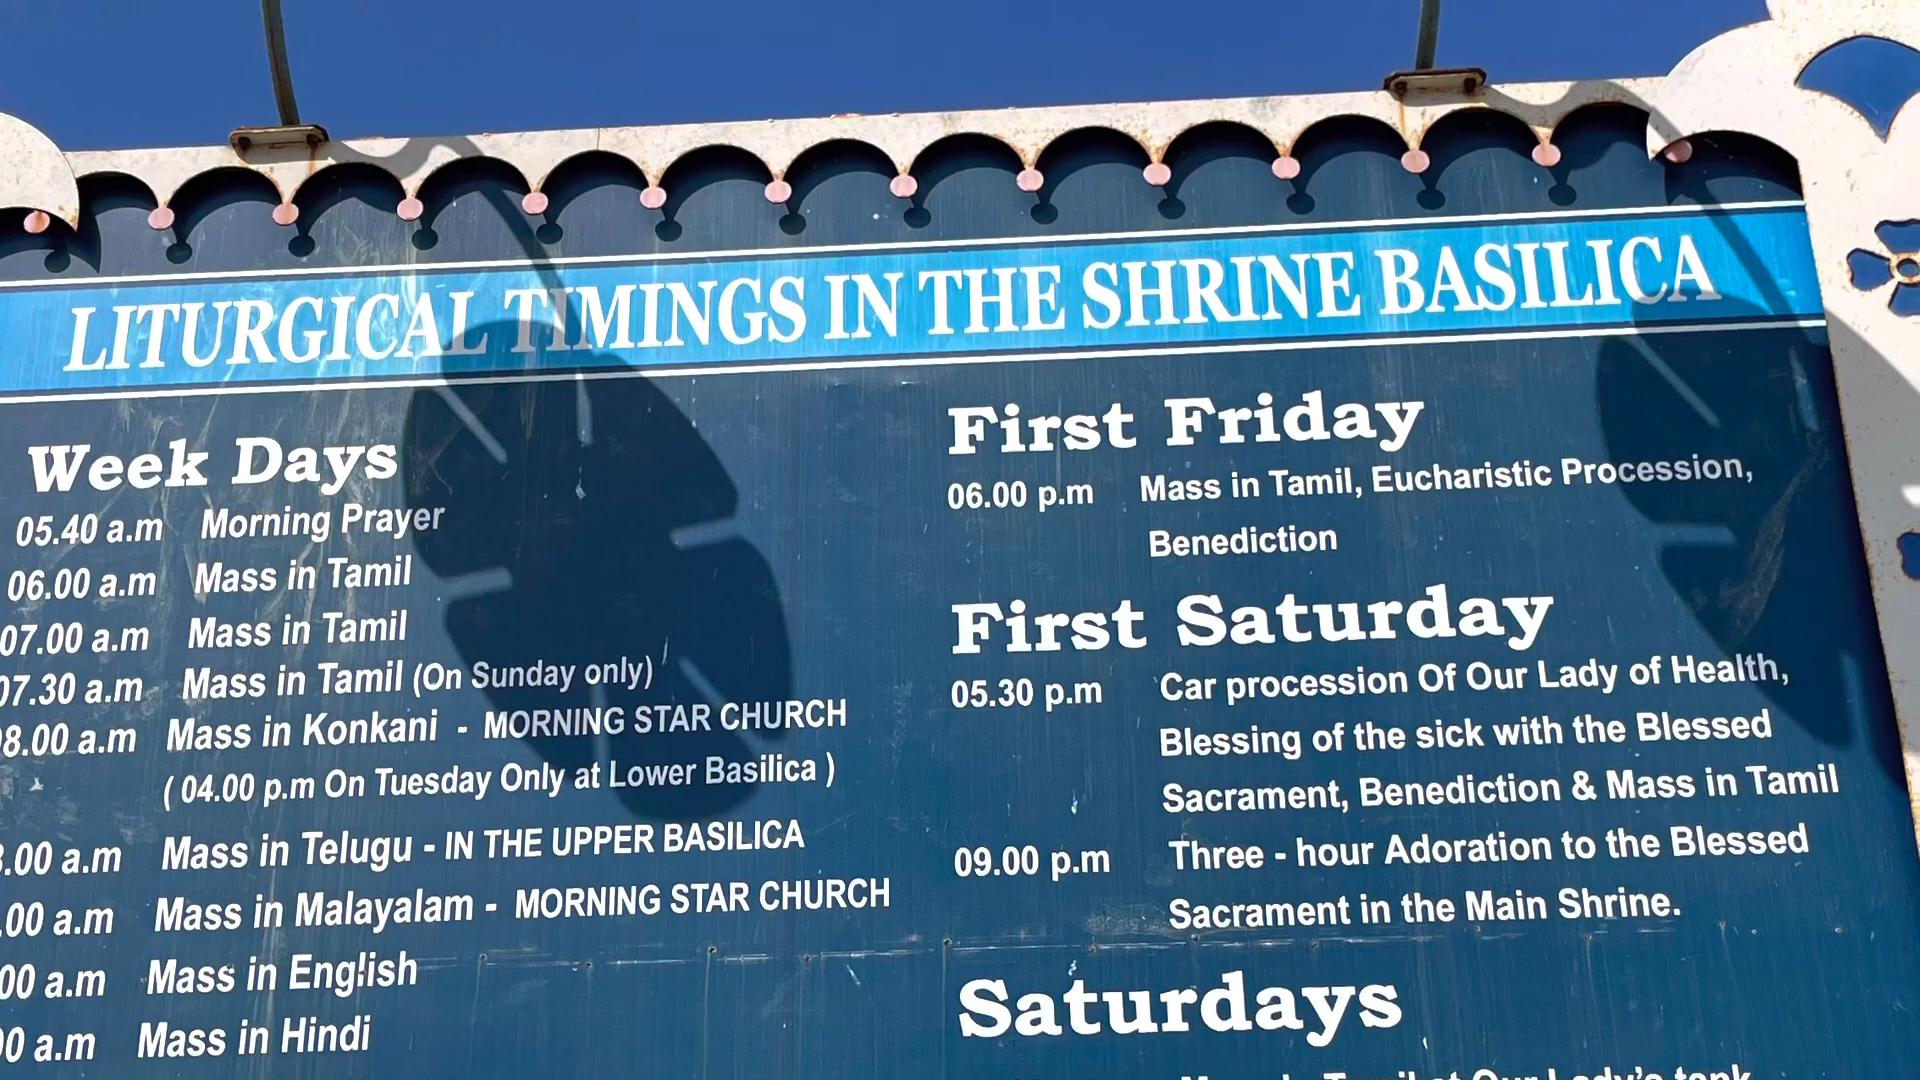 LITURGICAL TIMINGS IN THE SHRINE BASILICA
Week Days
05.40 a.m Morning Prayer
06.00 a.m Mass in Tamil
07.00 a.m Mass in Tamil
07.30 a.m Mass in Tamil (On Sunday only)
8.00 a.m Mass in Konkani - MORNING STAR CHURCH
( 04.00 p.m On Tuesday Only at Lower Basilica )
.00 a.m Mass in Telugu - IN THE UPPER BASILICA
.00 a.m Mass in Malayalam - MORNING STAR CHURCH
00 a.m Mass in English
0 a.m Mass in Hindi
First Friday
06.00 p.m Mass in Tamil, Eucharistic Procession,
Benediction
First Saturday
05.30 p.m Car procession Of Our Lady of Health,
Blessing of the sick with the Blessed
Sacrament, Benediction & Mass in Tamil
09.00 p.m Three - hour Adoration to the Blessed
Sacrament in the Main Shrine.
Saturdays
Tamil at Our Lady's tank